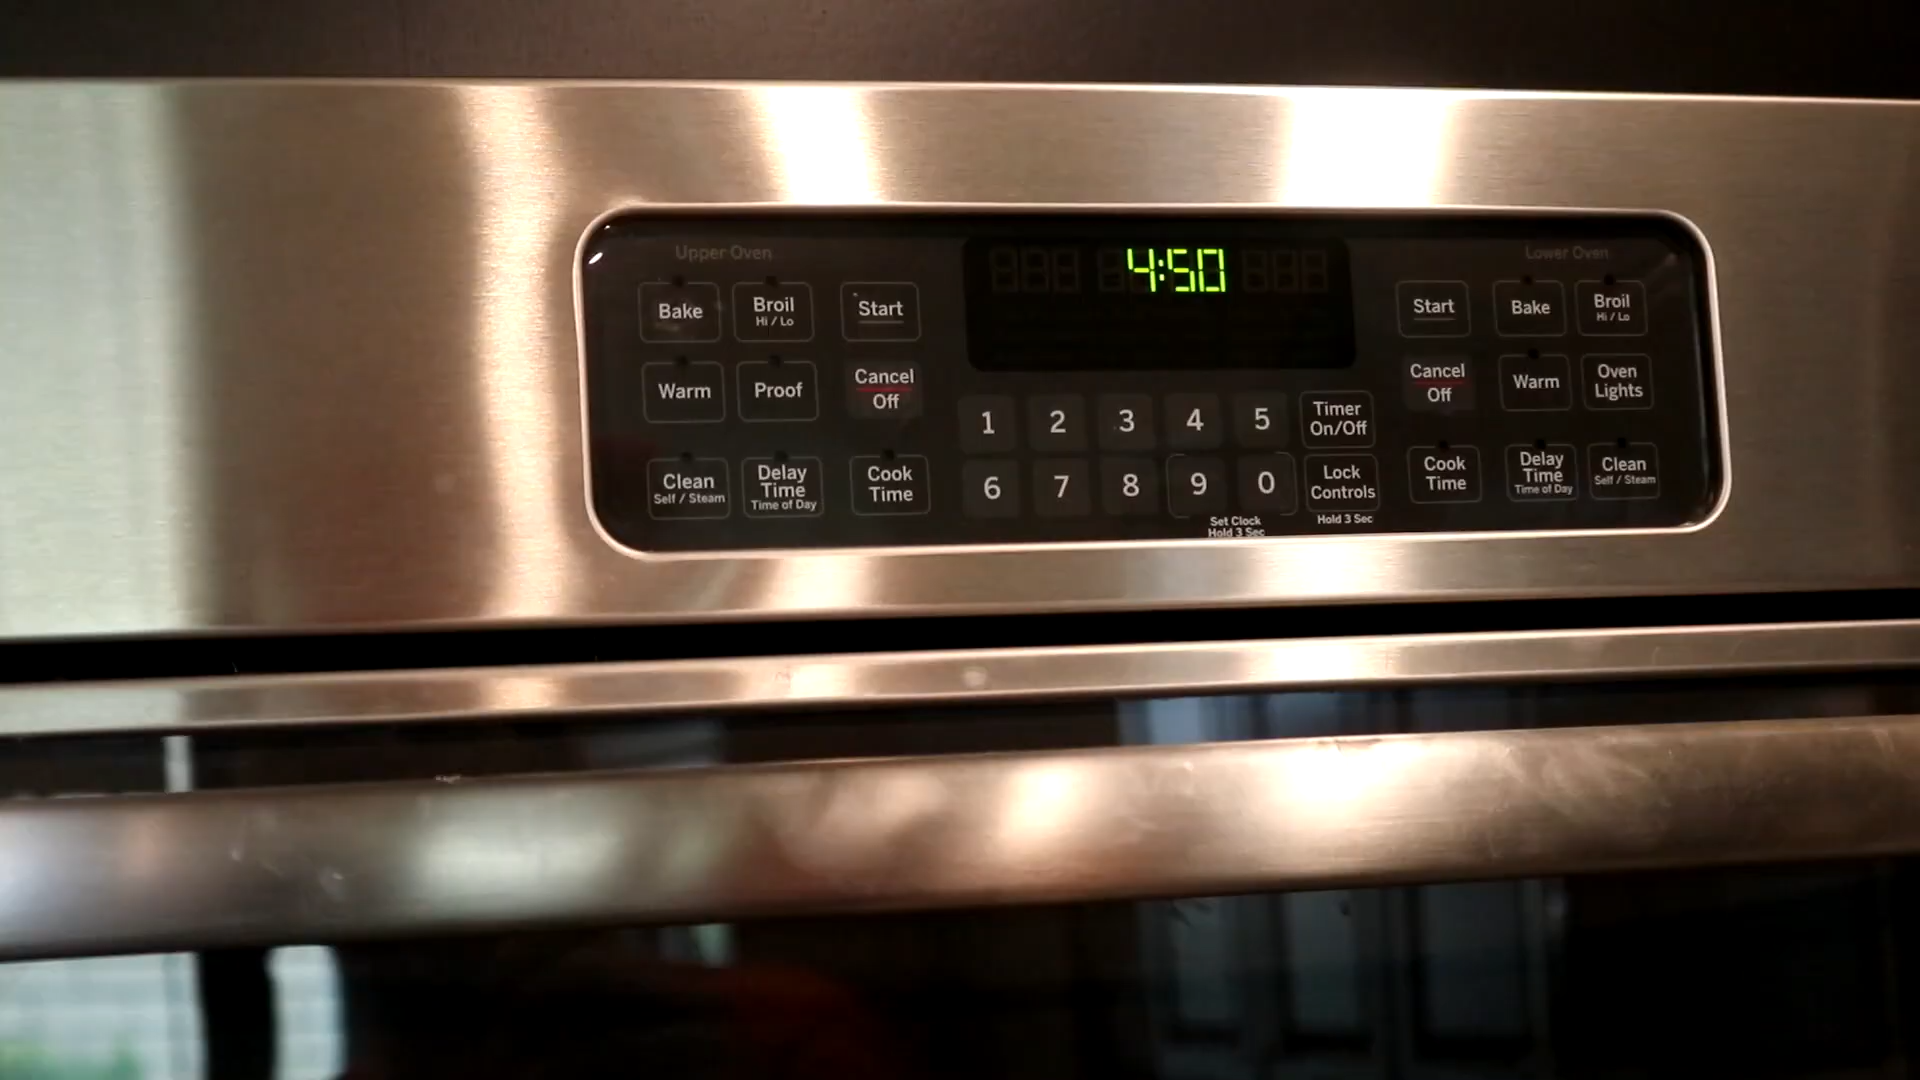 Upper Oven
Bake
Broil
Hi / Lo
Start
Warm
Proof
Cancel
Off
Clean
Self / Steam
Delay
Time
Time of Day
Cook
Time
4:50
1 2 3 4 5
6 7 8 9 0
Set Clock
Hold 3 Sec
Timer
On/Off
Lock
Controls
Hold 3 Sec
Lower Oven
Start
Bake
Broil
Hi / Lo
Cancel
Off
Warm
Oven
Lights
Cook
Time
Delay
Time
Time of Day
Clean
Self / Steam